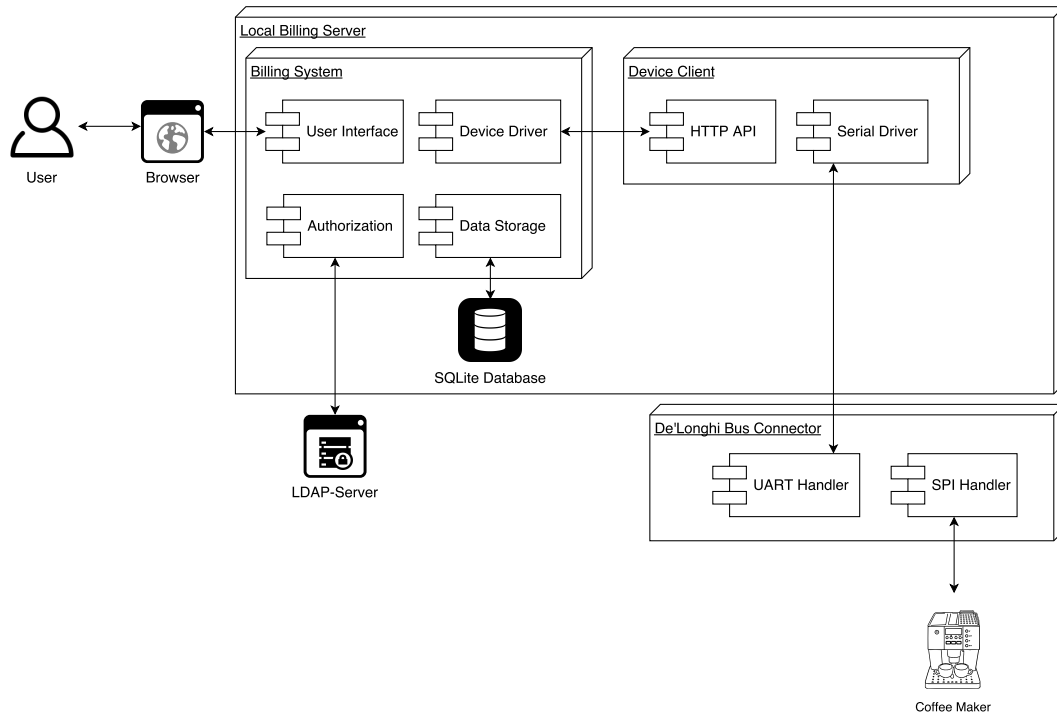 Local Billing Server
Billing System
Device Client
User Interface
Device Driver
HTTP API
Serial Driver
User
Browser
Authorization
Data Storage
SQLite Database
De'Longhi Bus Connector
LDAP-Server
UART Handler
SPI Handler
Coffee Maker